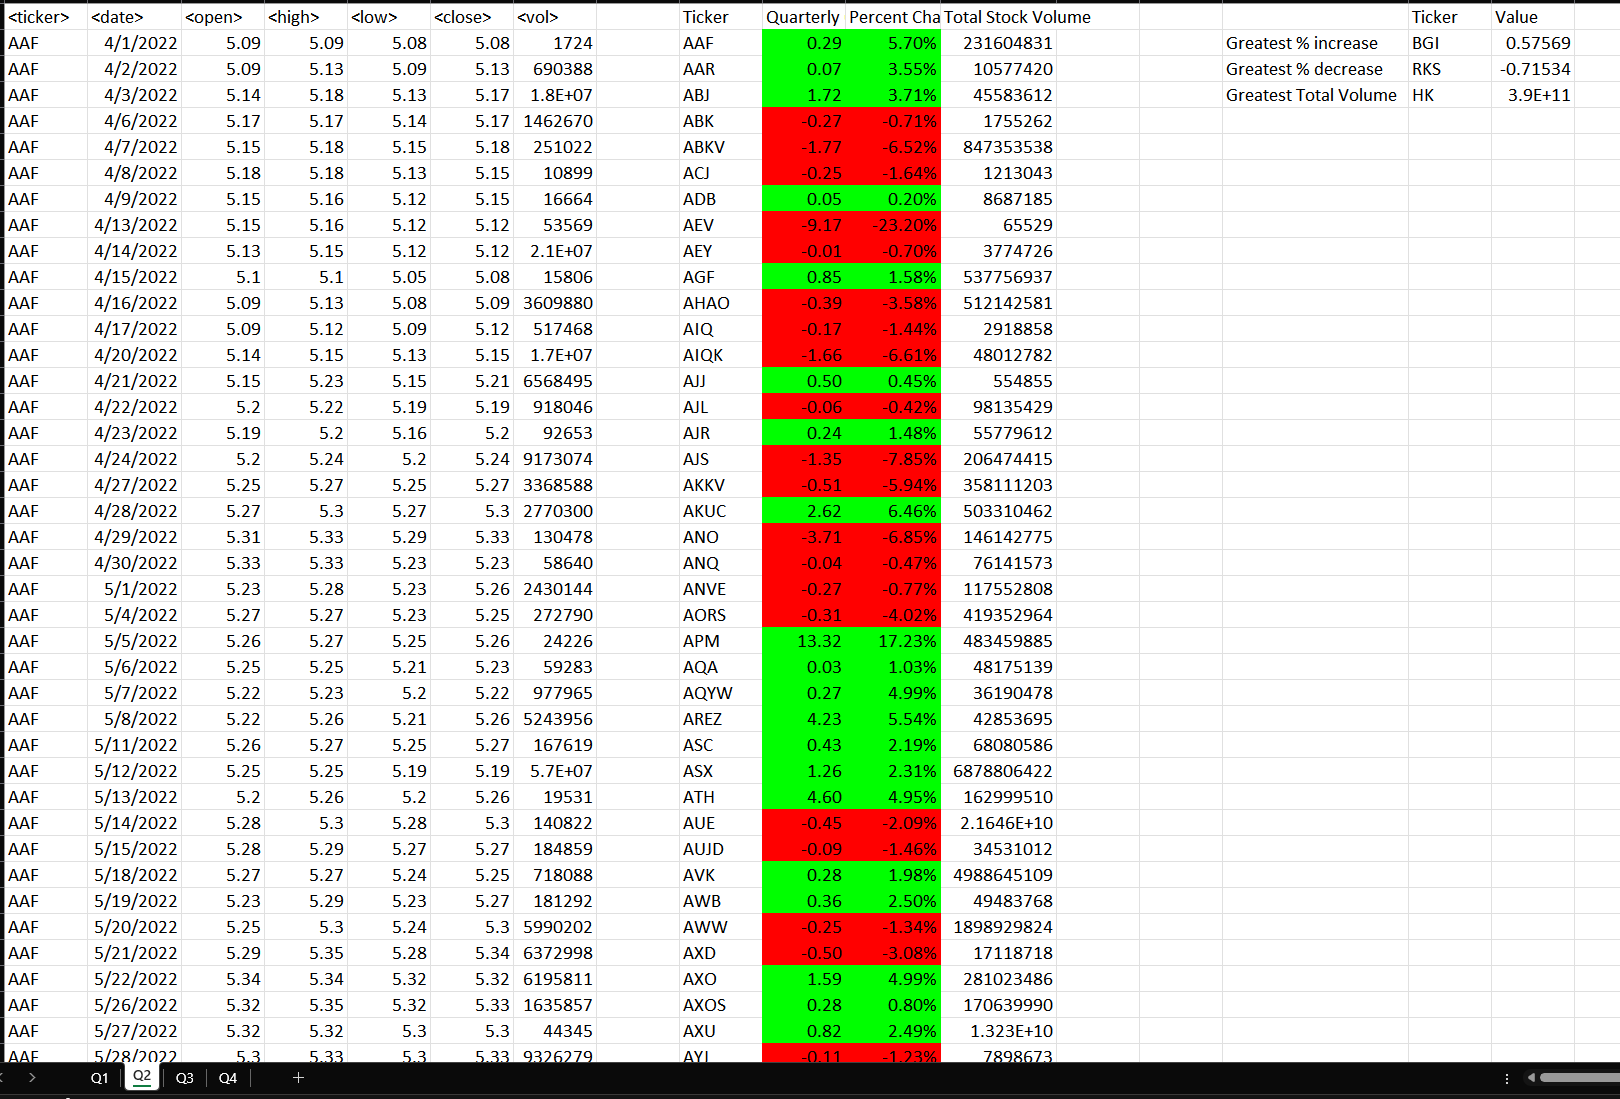 <ticker> <date> <open> <high> <low> <close> <vol> Ticker Quarterly Percent Cha Total Stock Volume Ticker Value
AAF 4/1/2022 5.09 5.09 5.08 5.08 1724 AAF 0.29 5.70% 231604831 Greatest % increase BGI 0.57569
AAF 4/2/2022 5.09 5.13 5.09 5.13 690388 AAR 0.07 3.55% 10577420 Greatest % decrease RKS -0.71534
AAF 4/3/2022 5.14 5.18 5.13 5.17 1.8E+07 ABJ 1.72 3.71% 45583612 Greatest Total Volume HK 3.9E+11
AAF 4/6/2022 5.17 5.17 5.14 5.17 1462670 ABK -0.27 -0.71% 1755262
AAF 4/7/2022 5.15 5.18 5.15 5.18 251022 ABKV -1.77 -6.52% 847353538
AAF 4/8/2022 5.18 5.18 5.13 5.15 10899 ACJ -0.25 -1.64% 1213043
AAF 4/9/2022 5.15 5.16 5.12 5.15 16664 ADB 0.05 0.20% 8687185
AAF 4/13/2022 5.15 5.16 5.12 5.12 53569 AEV -9.17 -23.20% 65529
AAF 4/14/2022 5.13 5.15 5.12 5.12 2.1E+07 AEY -0.01 -0.70% 3774726
AAF 4/15/2022 5.1 5.1 5.05 5.08 15806 AGF 0.85 1.58% 537756937
AAF 4/16/2022 5.09 5.13 5.08 5.09 3609880 AHAO -0.39 -3.58% 512142581
AAF 4/17/2022 5.09 5.12 5.09 5.12 517468 AIQ -0.17 -1.44% 2918858
AAF 4/20/2022 5.14 5.15 5.13 5.15 1.7E+07 AIQK -1.66 -6.61% 48012782
AAF 4/21/2022 5.15 5.23 5.15 5.21 6568495 AJJ 0.50 0.45% 554855
AAF 4/22/2022 5.2 5.22 5.19 5.19 918046 AJL -0.06 -0.42% 98135429
AAF 4/23/2022 5.19 5.2 5.16 5.2 92653 AJR 0.24 1.48% 55779612
AAF 4/24/2022 5.2 5.24 5.2 5.24 9173074 AJS -1.35 -7.85% 206474415
AAF 4/27/2022 5.25 5.27 5.25 5.27 3368588 AKKV -0.51 -5.94% 358111203
AAF 4/28/2022 5.27 5.3 5.27 5.3 2770300 AKUC 2.62 6.46% 503310462
AAF 4/29/2022 5.31 5.33 5.29 5.33 130478 ANO -3.71 -6.85% 146142775
AAF 4/30/2022 5.33 5.33 5.23 5.23 58640 ANQ -0.04 -0.47% 76141573
AAF 5/1/2022 5.23 5.28 5.23 5.26 2430144 ANVE -0.27 -0.77% 117552808
AAF 5/4/2022 5.27 5.27 5.23 5.25 272790 AORS -0.31 -4.02% 419352964
AAF 5/5/2022 5.26 5.27 5.25 5.26 24226 APM 13.32 17.23% 483459885
AAF 5/6/2022 5.25 5.25 5.21 5.23 59283 AQA 0.03 1.03% 48175139
AAF 5/7/2022 5.22 5.23 5.2 5.22 977965 AQYW 0.27 4.99% 36190478
AAF 5/8/2022 5.22 5.26 5.21 5.26 5243956 AREZ 4.23 5.54% 42853695
AAF 5/11/2022 5.26 5.27 5.25 5.27 167619 ASC 0.43 2.19% 68080586
AAF 5/12/2022 5.25 5.25 5.19 5.19 5.7E+07 ASX 1.26 2.31% 6878806422
AAF 5/13/2022 5.2 5.26 5.2 5.26 19531 ATH 4.60 4.95% 162999510
AAF 5/14/2022 5.28 5.3 5.28 5.3 140822 AUE -0.45 -2.09% 2.1646E+10
AAF 5/15/2022 5.28 5.29 5.27 5.27 184859 AUJD -0.09 -1.46% 34531012
AAF 5/18/2022 5.27 5.27 5.24 5.25 718088 AVK 0.28 1.98% 4988645109
AAF 5/19/2022 5.23 5.29 5.23 5.27 181292 AWB 0.36 2.50% 49483768
AAF 5/20/2022 5.25 5.3 5.24 5.3 5990202 AWW -0.25 -1.34% 1898929824
AAF 5/21/2022 5.29 5.35 5.28 5.34 6372998 AXD -0.50 -3.08% 17118718
AAF 5/22/2022 5.34 5.34 5.32 5.32 6195811 AXO 1.59 4.99% 281023486
AAF 5/26/2022 5.32 5.35 5.32 5.33 1635857 AXOS 0.28 0.80% 170639990
AAF 5/27/2022 5.32 5.32 5.3 5.3 44345 AXU 0.82 2.49% 1.323E+10
AAF 5/28/2022 5.3 5.33 5.3 5.33 9326279 AYI -0.11 -1.23% 7898673
Q1 Q2 Q3 Q4